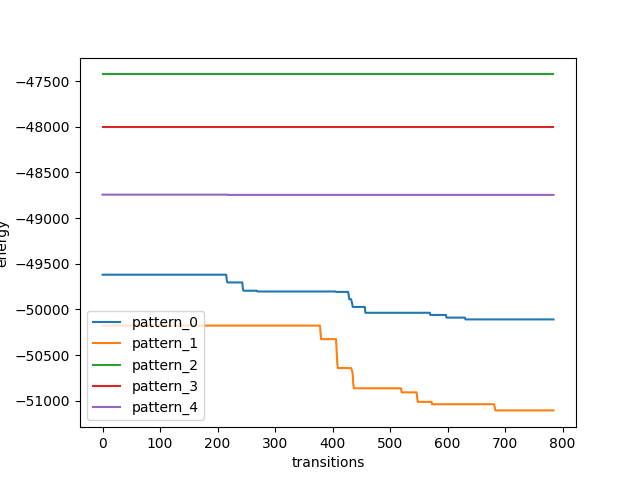 −47500
−48000
−48500
−49000
−49500
−50000
−50500
−51000
energy
pattern_0
pattern_1
pattern_2
pattern_3
pattern_4
0 100 200 300 400 500 600 700 800
transitions